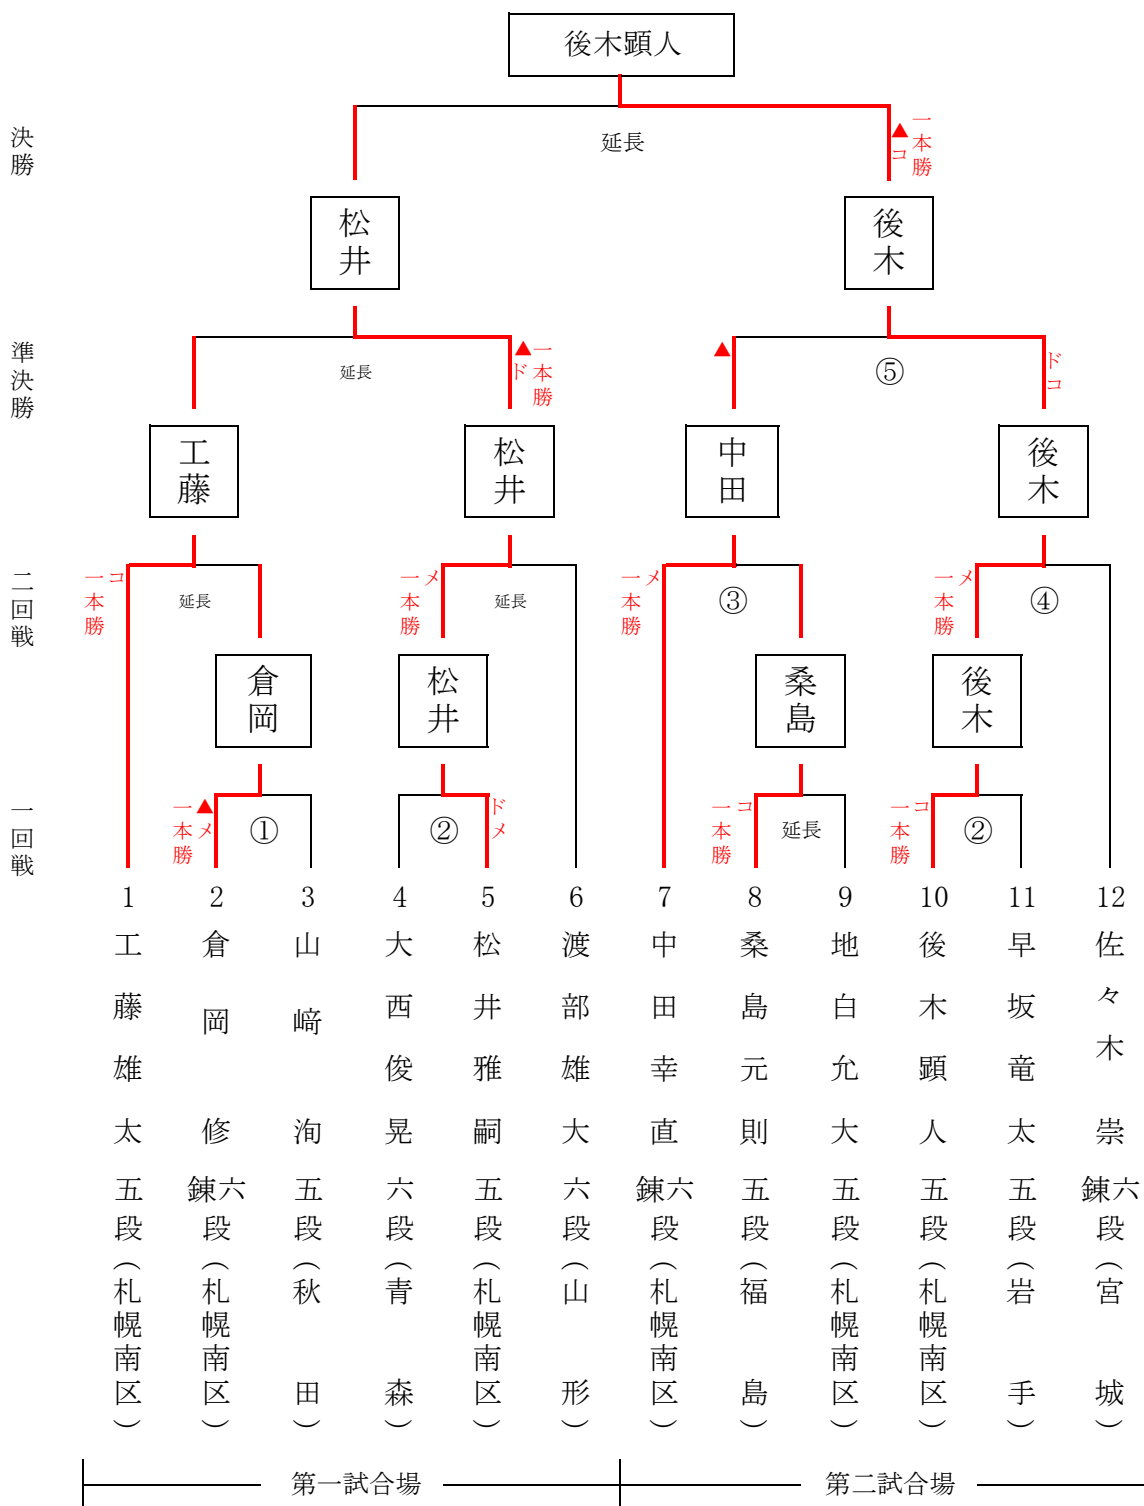 後木顕人
決勝
延長
▲コ
一本勝
松井
後木
準決勝
延長
▲ド
一本勝
▲
⑤
ドコ
工藤
松井
中田
後木
二回戦
コ
一本勝
延長
メ
一本勝
延長
メ
一本勝
③
メ
一本勝
④
倉岡
松井
桑島
後木
一回戦
▲メ
一本勝
①
②
ドメ
コ
一本勝
延長
コ
一本勝
②
1 工藤雄太 五段(札幌南区)
2 倉岡修 錬六段(札幌南区)
3 山﨑洵 五段(秋田)
4 大西俊晃 六段(青森)
5 松井雅嗣 五段(札幌南区)
6 渡部雄大 六段(山形)
7 中田幸直 錬六段(札幌南区)
8 桑島元則 五段(福島)
9 地白允大 五段(札幌南区)
10 後木顕人 五段(札幌南区)
11 早坂竜太 五段(岩手)
12 佐々木崇 錬六段(宮城)
第一試合場
第二試合場